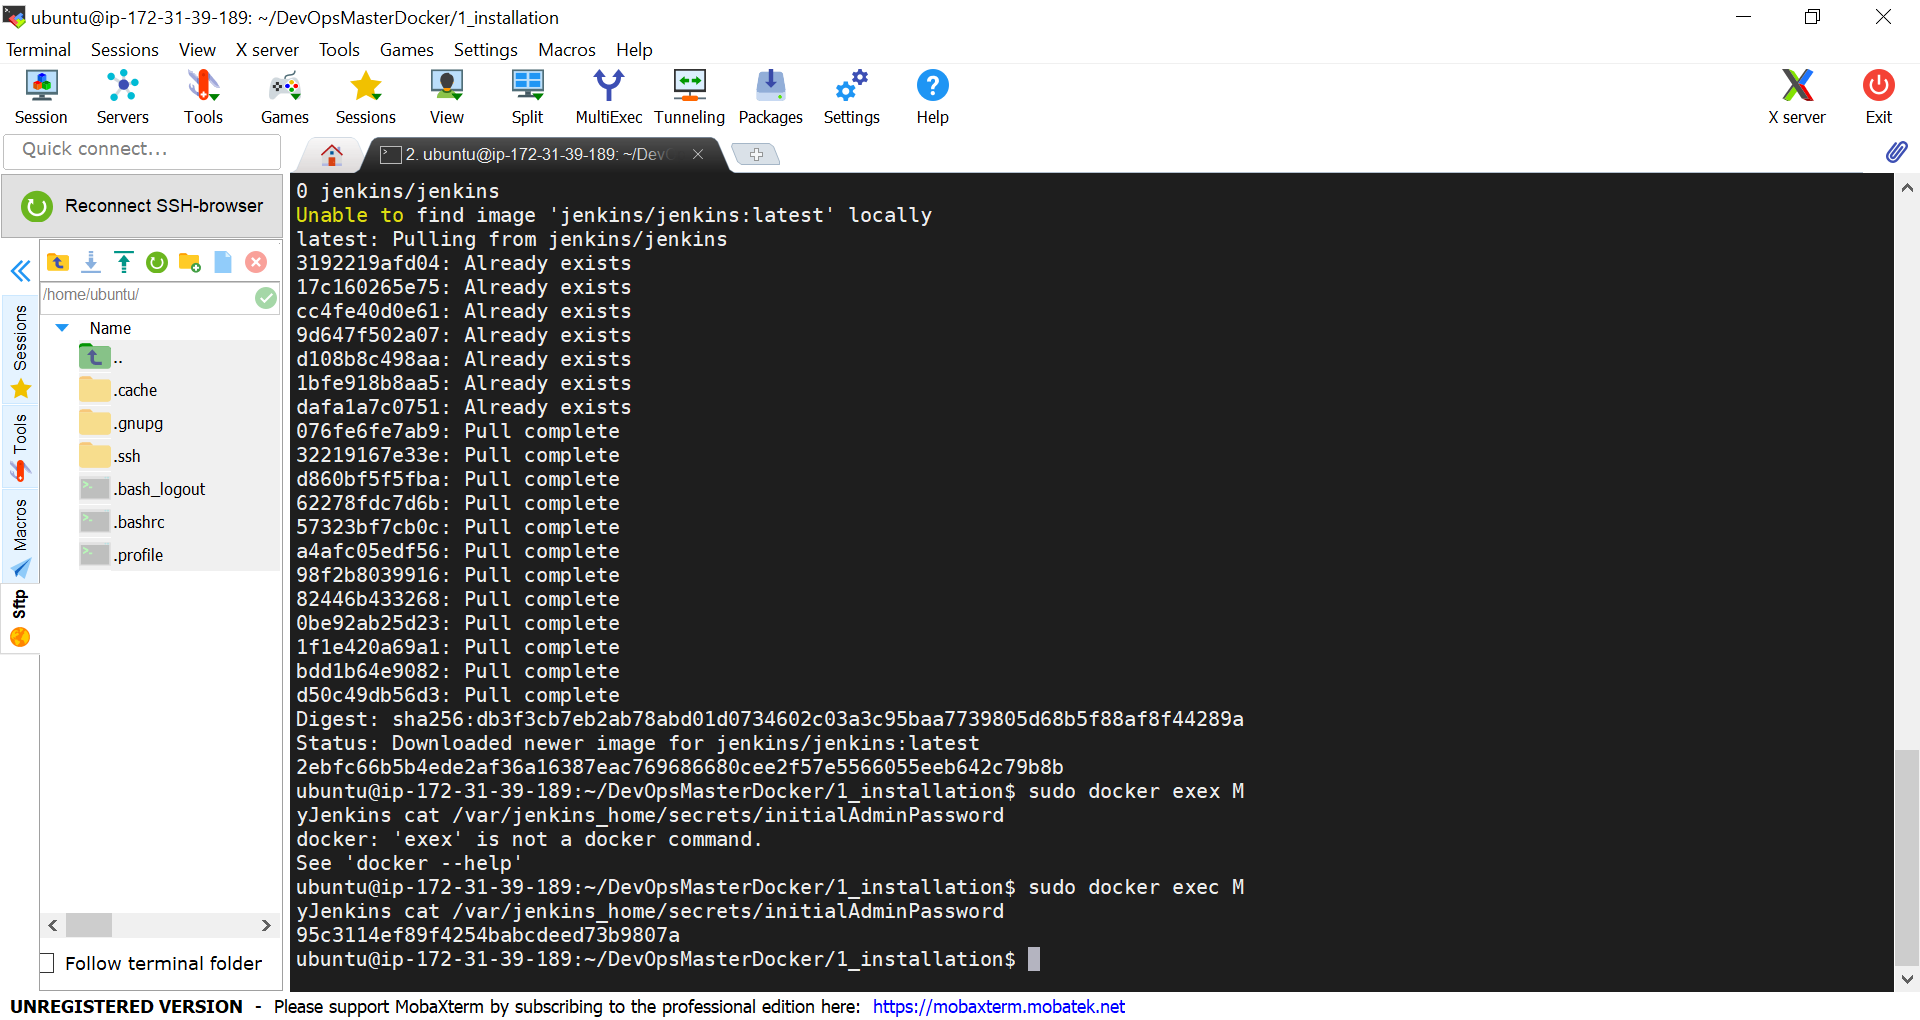 ubuntu@ip-172-31-39-189: ~/DevOpsMasterDocker/1_installation
Terminal Sessions View X server Tools Games Settings Macros Help
Session Servers Tools Games Sessions View Split MultiExec Tunneling Packages Settings Help X server Exit
Quick connect...
2. ubuntu@ip-172-31-39-189: ~/DevO
Reconnect SSH-browser
/home/ubuntu/
Name
..
.cache
.gnupg
.ssh
.bash_logout
.bashrc
.profile
Sessions
Tools
Macros
Sftp
Follow terminal folder
0 jenkins/jenkins
Unable to find image 'jenkins/jenkins:latest' locally
latest: Pulling from jenkins/jenkins
3192219afd04: Already exists
17c160265e75: Already exists
cc4fe40d0e61: Already exists
9d647f502a07: Already exists
d108b8c498aa: Already exists
1bfe918b8aa5: Already exists
dafa1a7c0751: Already exists
076fe6fe7ab9: Pull complete
32219167e33e: Pull complete
d860bf5f5fba: Pull complete
62278fdc7d6b: Pull complete
57323bf7cb0c: Pull complete
a4afc05edf56: Pull complete
98f2b8039916: Pull complete
82446b433268: Pull complete
0be92ab25d23: Pull complete
1f1e420a69a1: Pull complete
bdd1b64e9082: Pull complete
d50c49db56d3: Pull complete
Digest: sha256:db3f3cb7eb2ab78abd01d0734602c03a3c95baa7739805d68b5f88af8f44289a
Status: Downloaded newer image for jenkins/jenkins:latest
2ebfc66b5b4ede2af36a16387eac769686680cee2f57e5566055eeb642c79b8b
ubuntu@ip-172-31-39-189:~/DevOpsMasterDocker/1_installation$ sudo docker exex M
yJenkins cat /var/jenkins_home/secrets/initialAdminPassword
docker: 'exex' is not a docker command.
See 'docker --help'
ubuntu@ip-172-31-39-189:~/DevOpsMasterDocker/1_installation$ sudo docker exec M
yJenkins cat /var/jenkins_home/secrets/initialAdminPassword
95c3114ef89f4254babcdeed73b9807a
ubuntu@ip-172-31-39-189:~/DevOpsMasterDocker/1_installation$
UNREGISTERED VERSION - Please support MobaXterm by subscribing to the professional edition here: https://mobaxterm.mobatek.net